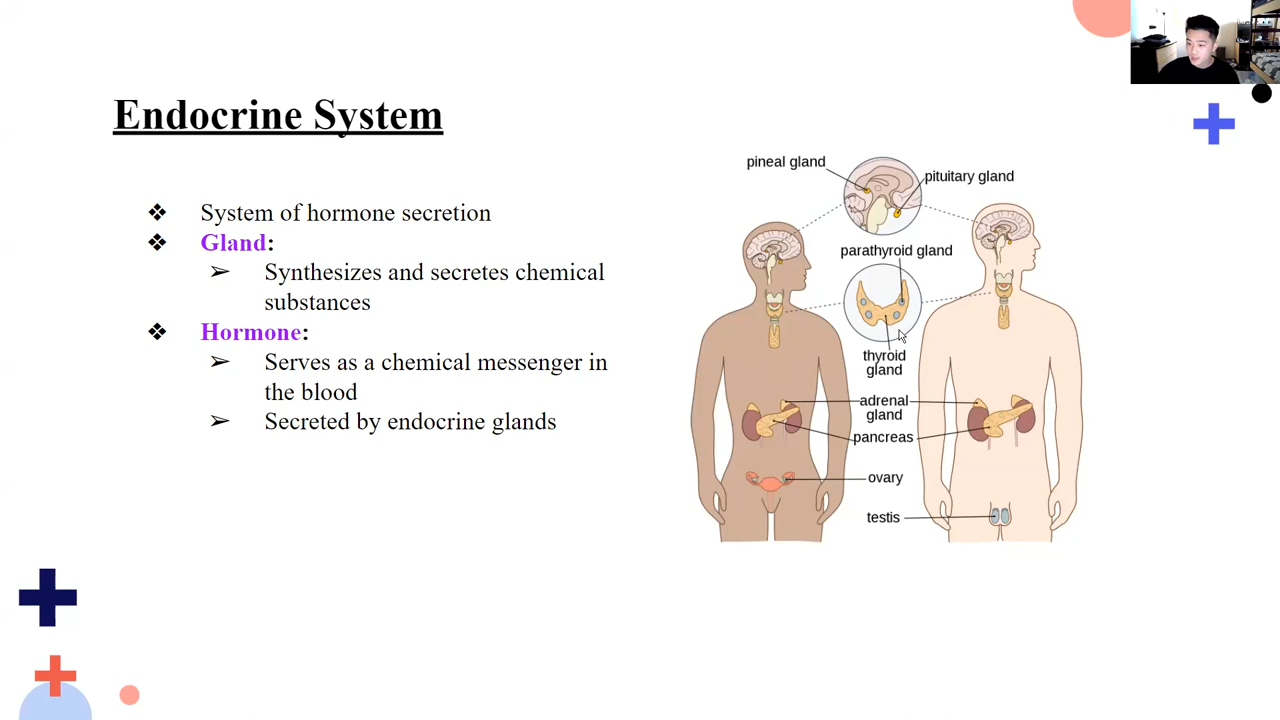 Endocrine System
❖ System of hormone secretion
❖ Gland:
➢ Synthesizes and secretes chemical
substances
❖ Hormone:
➢ Serves as a chemical messenger in
the blood
➢ Secreted by endocrine glands
pineal gland
pituitary gland
parathyroid gland
thyroid
gland
adrenal
gland
pancreas
ovary
testis